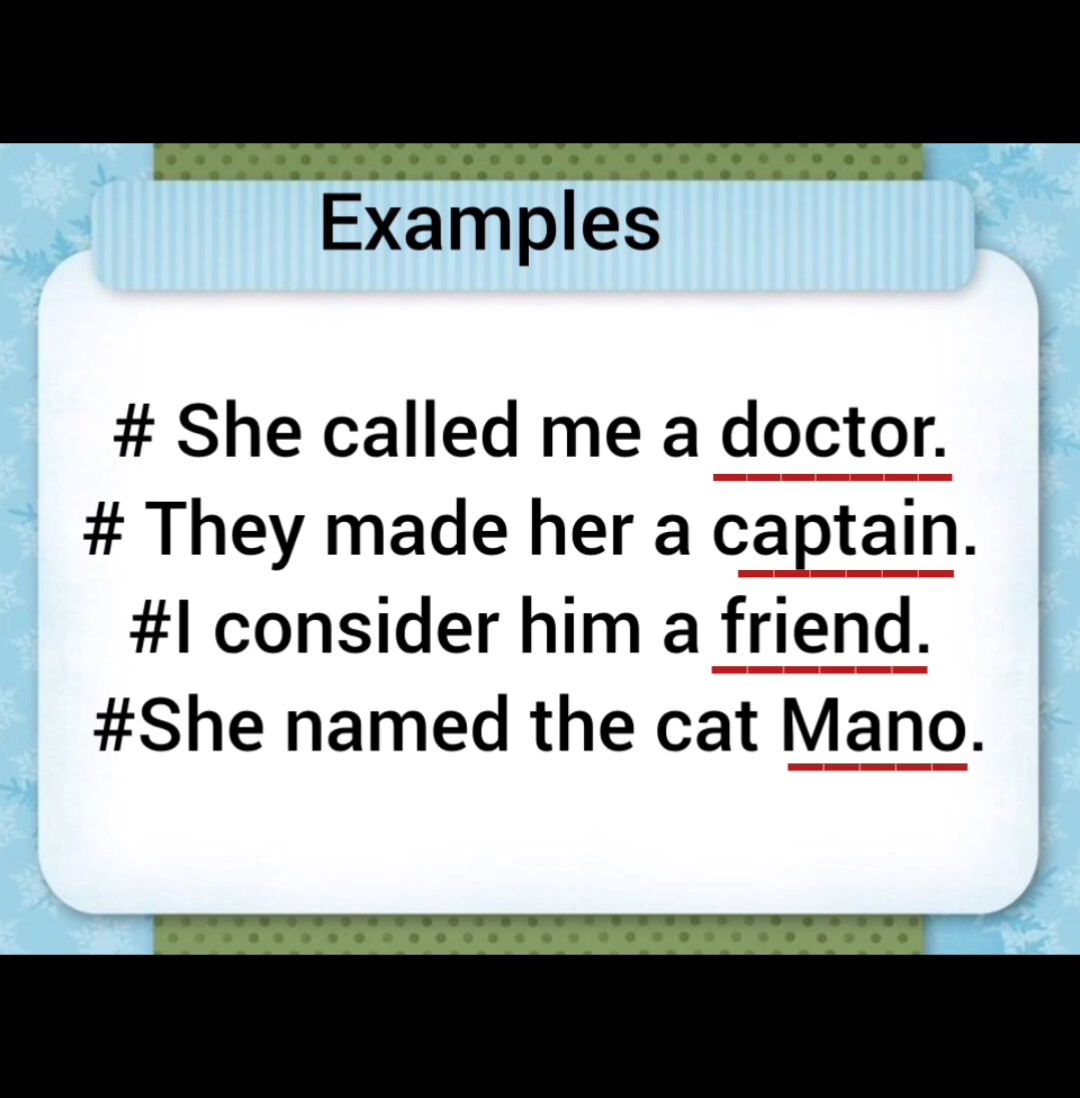 Examples
# She called me a doctor.
# They made her a captain.
#I consider him a friend.
#She named the cat Mano.